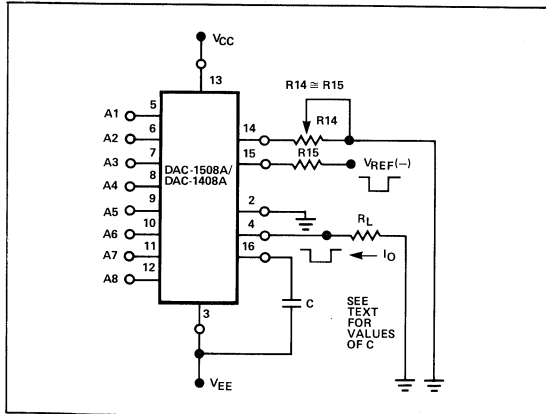 VCC
13
R14 ≅ R15
A1 5
14
R14
A2 6
15
R15
VREF(−)
A3 7
DAC-1508A/
DAC-1408A
A4 8
A5 9
2
A6 10
4
RL
A7 11
16
IO
A8 12
C
SEE
TEXT
FOR
VALUES
OF C
3
VEE